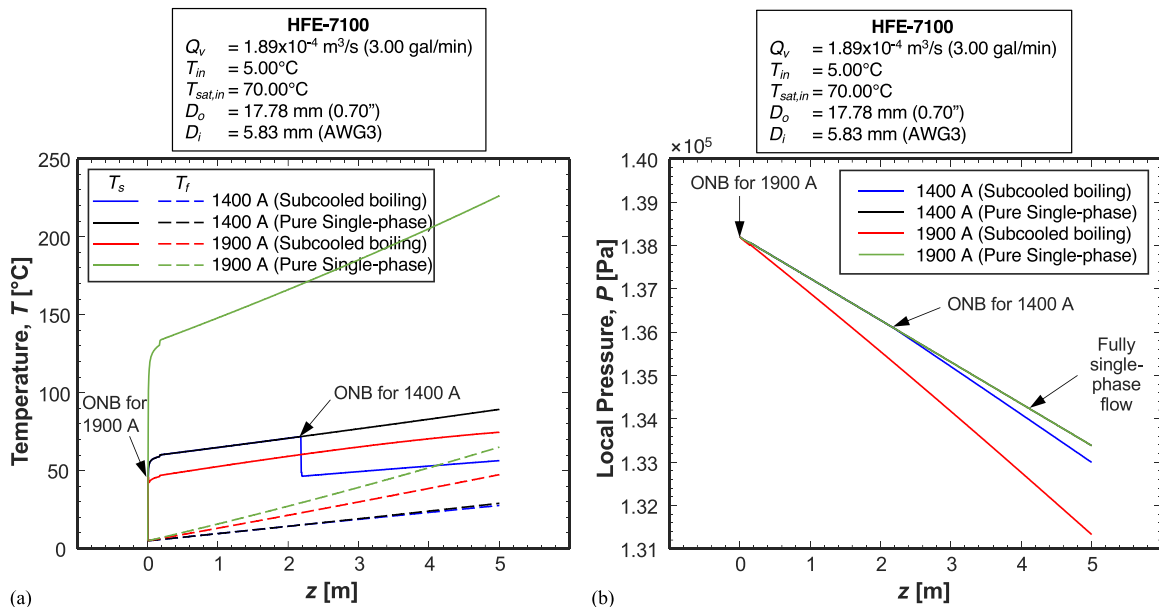 HFE-7100
Qv = 1.89x10⁻⁴ m³/s (3.00 gal/min)
Tin = 5.00°C
Tsat,in = 70.00°C
Do = 17.78 mm (0.70")
Di = 5.83 mm (AWG3)
250
200
150
100
50
0
Temperature, T [°C]
Ts Tf
1400 A (Subcooled boiling)
1400 A (Pure Single-phase)
1900 A (Subcooled boiling)
1900 A (Pure Single-phase)
ONB for
1900 A
ONB for 1400 A
0 1 2 3 4 5
z [m]
(a)
HFE-7100
Qv = 1.89x10⁻⁴ m³/s (3.00 gal/min)
Tin = 5.00°C
Tsat,in = 70.00°C
Do = 17.78 mm (0.70")
Di = 5.83 mm (AWG3)
× 10⁵
1.40
1.39
1.38
1.37
1.36
1.35
1.34
1.33
1.32
1.31
Local Pressure, P [Pa]
ONB for 1900 A
1400 A (Subcooled boiling)
1400 A (Pure Single-phase)
1900 A (Subcooled boiling)
1900 A (Pure Single-phase)
ONB for 1400 A
Fully
single-
phase
flow
0 1 2 3 4 5
z [m]
(b)